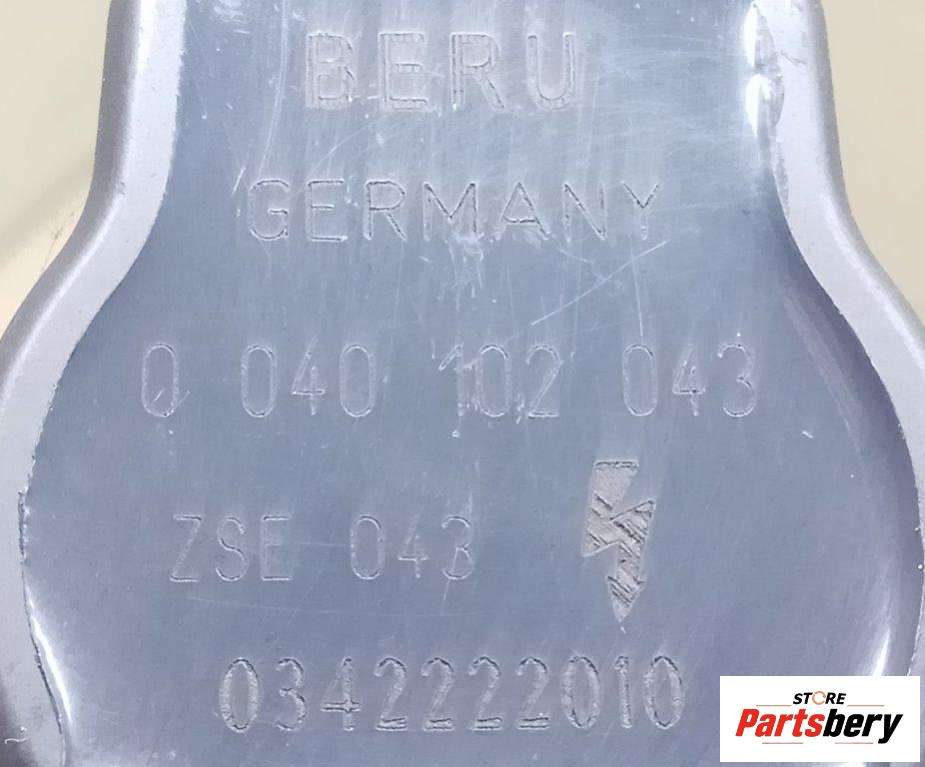 BERU
GERMANY
0 040 102 043
ZSE 043
0342222010
STORE
Partsbery